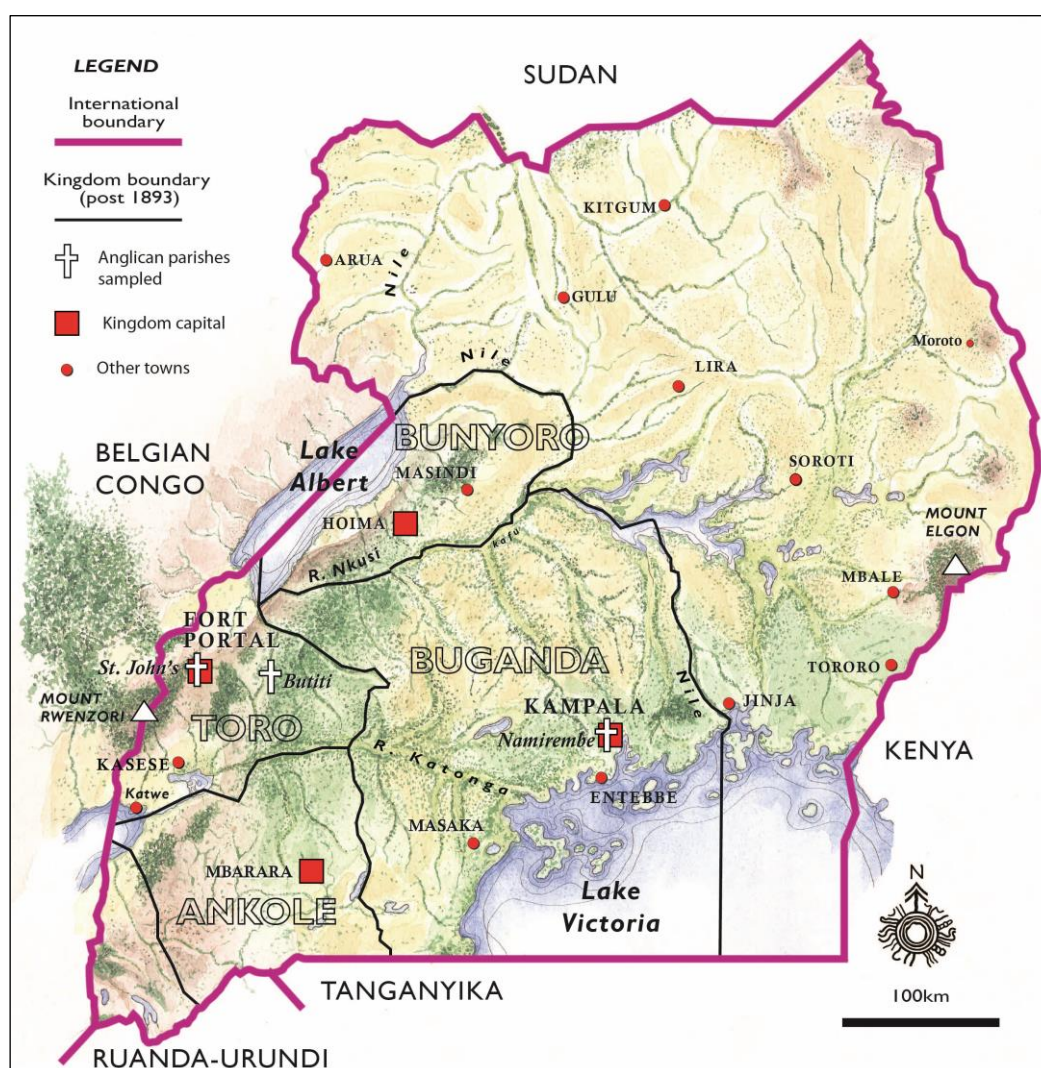 LEGEND
International
boundary
Kingdom boundary
(post 1893)
Anglican parishes
sampled
Kingdom capital
Other towns
SUDAN
KITGUM
ARUA
Nile
GULU
Moroto
Nile
LIRA
BELGIAN
CONGO
Lake
Albert
BUNYORO
MASINDI
SOROTI
HOIMA
MOUNT
ELGON
R. Nkusi
Kafu
MBALE
FORT
PORTAL
St. John's
Butiti
BUGANDA
TORORO
MOUNT
RWENZORI
TORO
KAMPALA
Namirembe
Nile
JINJA
KASESE
R. Katonga
KENYA
Katwe
ENTEBBE
MASAKA
MBARARA
ANKOLE
Lake
Victoria
N
TANGANYIKA
100km
RUANDA-URUNDI